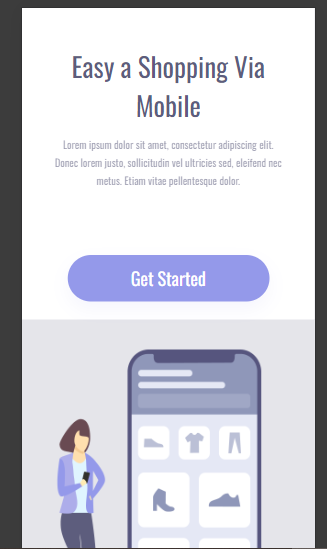 Easy a Shopping Via
Mobile
Lorem ipsum dolor sit amet, consectetur adipiscing elit.
Donec lorem justo, sollicitudin vel ultricies sed, eleifend nec
metus. Etiam vitae pellentesque dolor.
Get Started